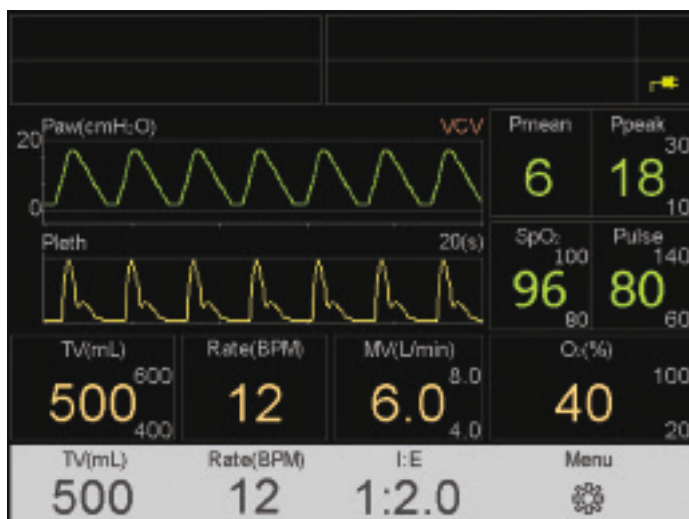 Paw(cmH₂O) VCV
20
0
Pmean Ppeak
30
6 18
10
Pleth 20(s)
SpO₂ Pulse
100 140
96 80
80 60
TV(mL) Rate(BPM) MV(L/min) O₂(%)
600 8.0 100
500 12 6.0 40
400 4.0 20
TV(mL) Rate(BPM) I:E Menu
500 12 1:2.0